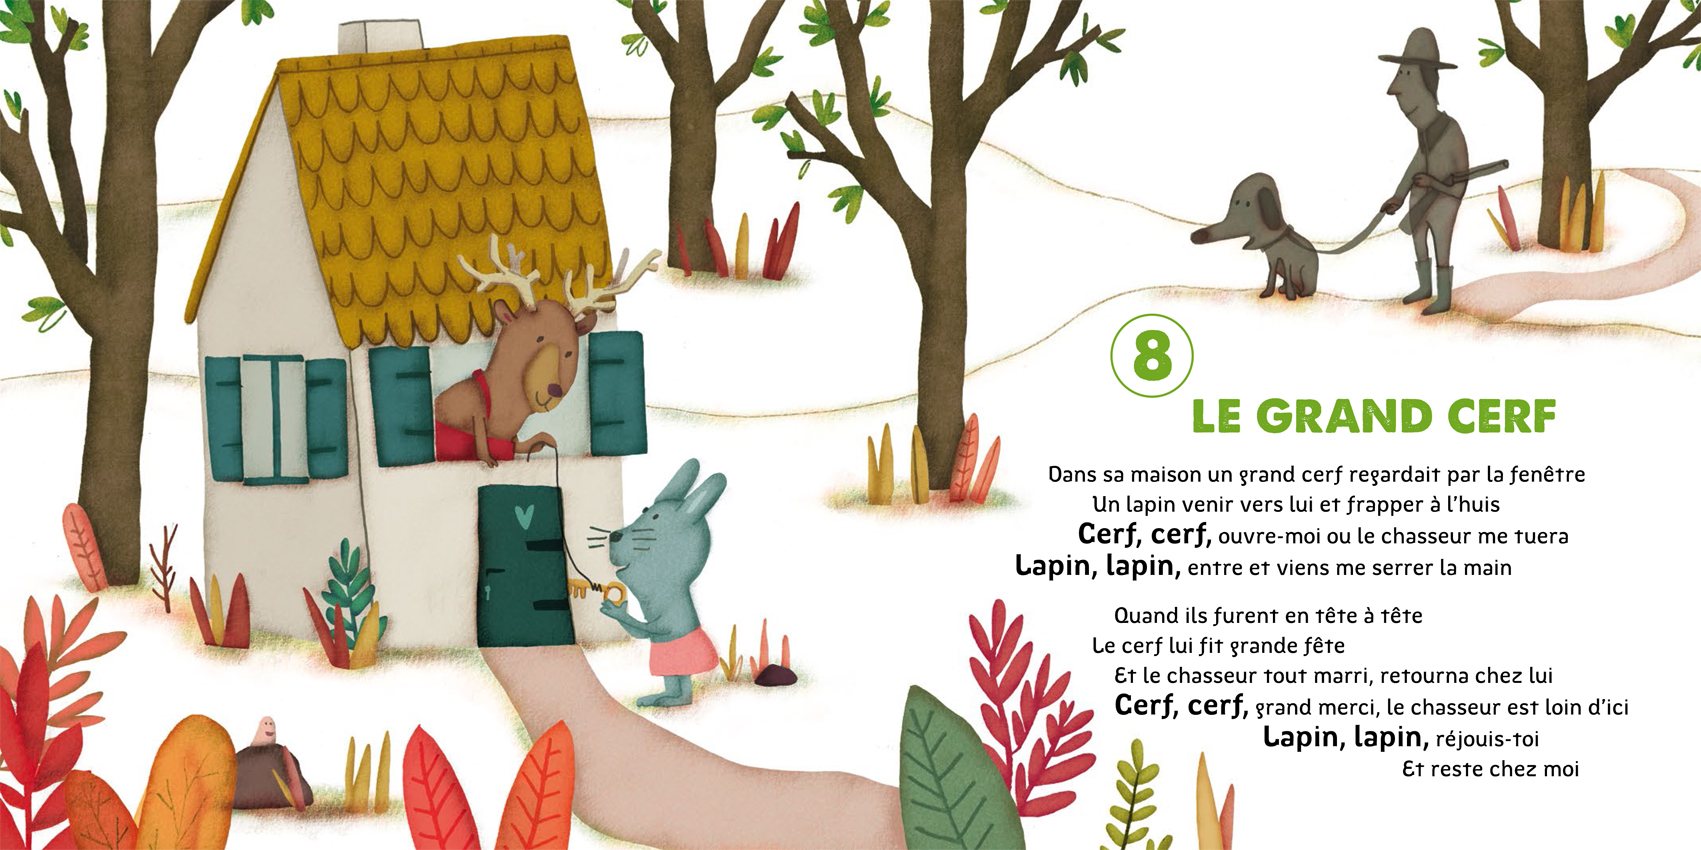 8
LE GRAND CERF
Dans sa maison un grand cerf regardait par la fenêtre
Un lapin venir vers lui et frapper à l'huis
Cerf, cerf, ouvre-moi ou le chasseur me tuera
Lapin, lapin, entre et viens me serrer la main
Quand ils furent en tête à tête
Le cerf lui fit grande fête
Et le chasseur tout marri, retourna chez lui
Cerf, cerf, grand merci, le chasseur est loin d'ici
Lapin, lapin, réjouis-toi
Et reste chez moi